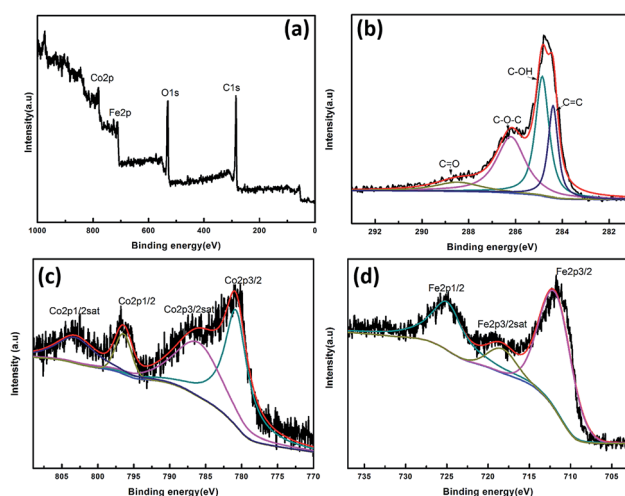 (a)
Co2p
Fe2p
O1s
C1s
Intensity(a.u)
1000 800 600 400 200 0
Binding energy(eV)
(b)
C-OH
C=C
C-O-C
C=O
Intensity(a.u)
292 290 288 286 284 282
Binding energy(eV)
(c)
Co2p1/2sat
Co2p1/2
Co2p3/2sat
Co2p3/2
Intensity (a.u)
805 800 795 790 785 780 775 770
Binding energy(eV)
(d)
Fe2p1/2
Fe2p3/2sat
Fe2p3/2
Intensity (a.u)
735 730 725 720 715 710 705
Binding energy(eV)